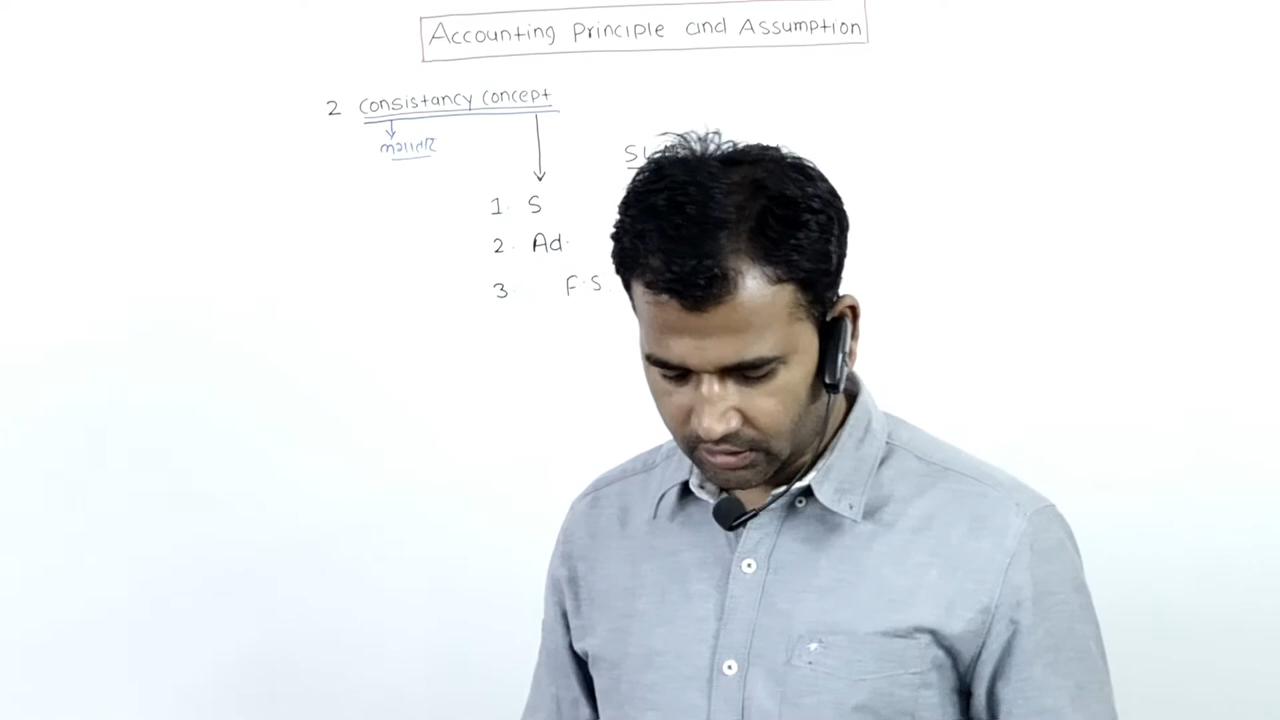 Accounting Principle and Assumption
2 Consistancy Concept
1. S
2. Ad.
3 F.S.